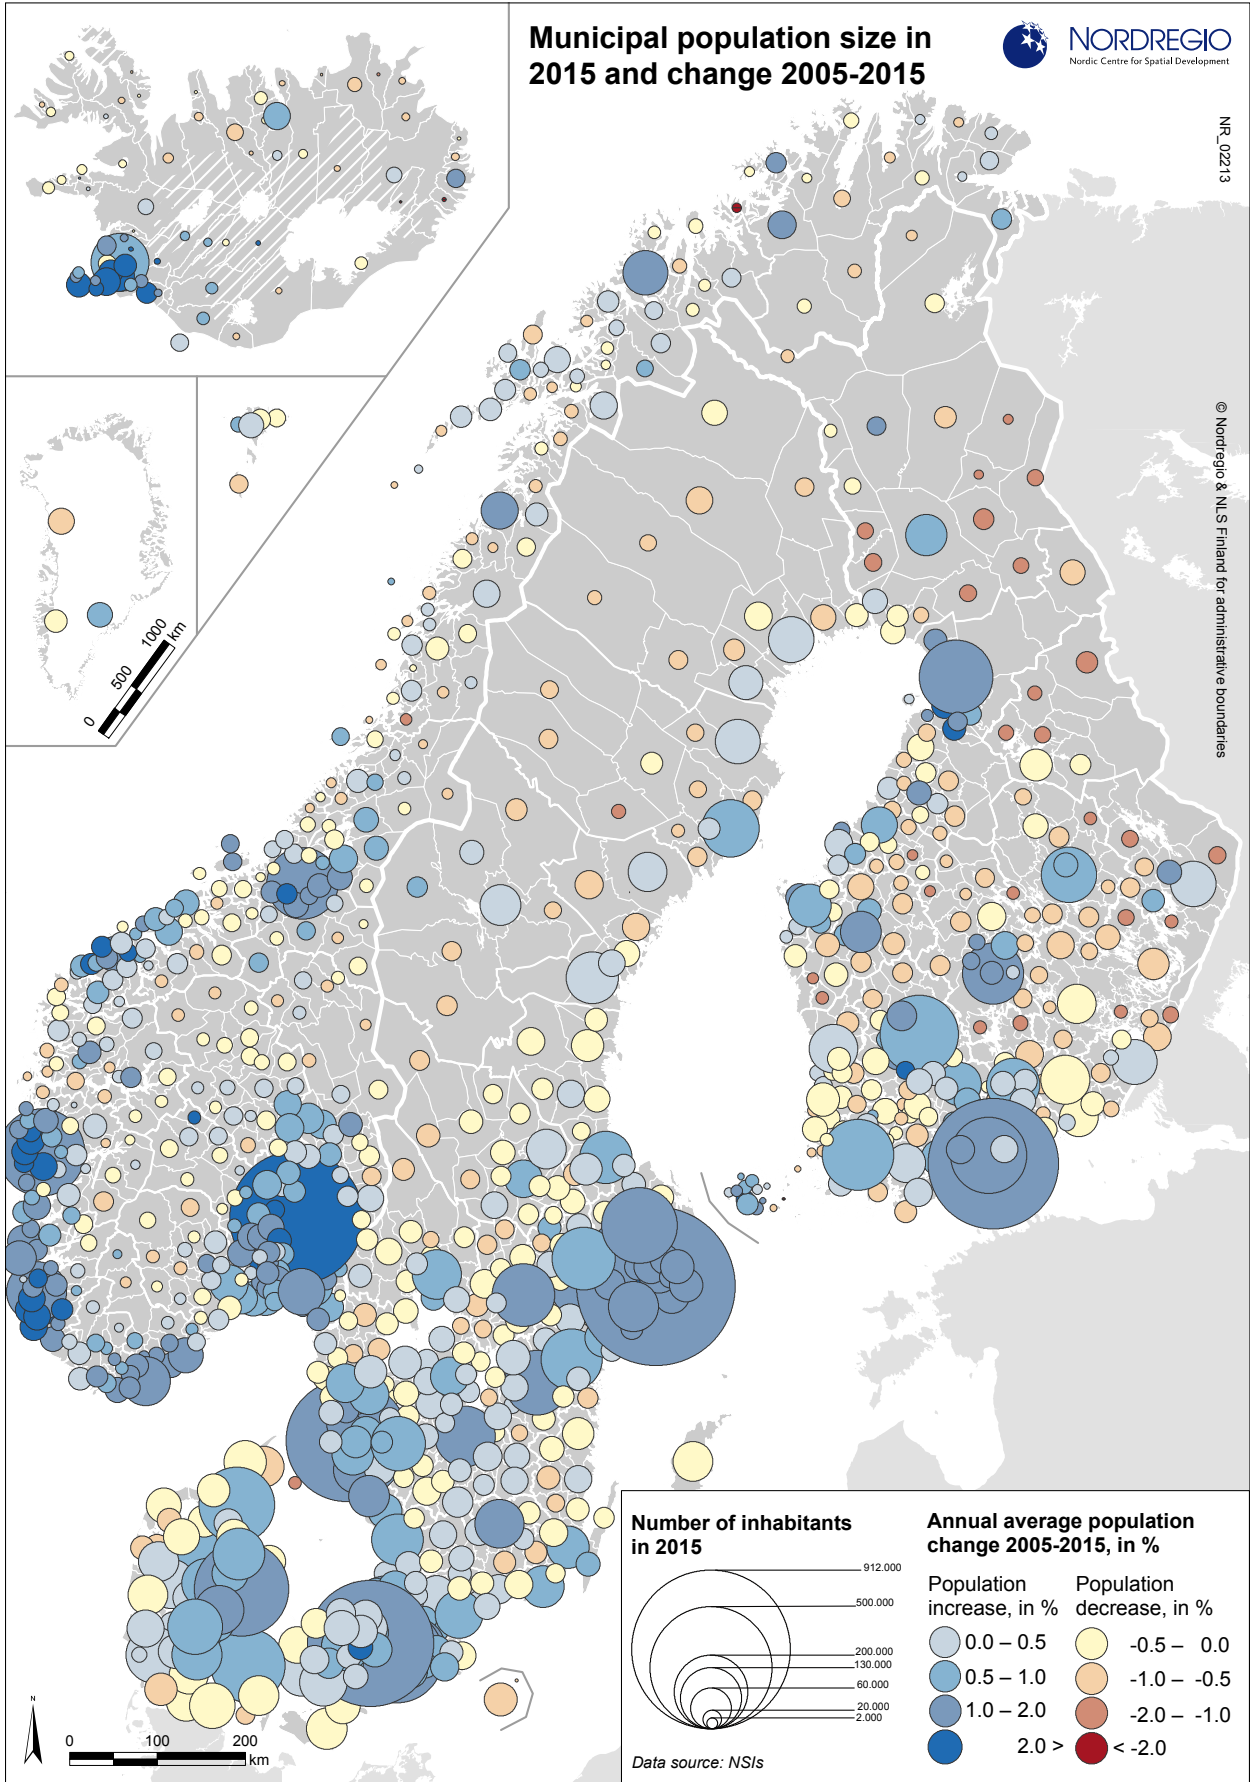 Municipal population size in
2015 and change 2005-2015
NORDREGIO
Nordic Centre for Spatial Development
NR_02213
© Nordregio & NLS Finland for administrative boundaries
0
500
1000
km
N
0
100
200
km
Number of inhabitants
in 2015
912.000
500.000
200.000
130.000
60.000
20.000
2.000
Data source: NSIs
Annual average population
change 2005-2015, in %
Population
increase, in %
0.0 – 0.5
0.5 – 1.0
1.0 – 2.0
2.0 >
Population
decrease, in %
-0.5 – 0.0
-1.0 – -0.5
-2.0 – -1.0
< -2.0